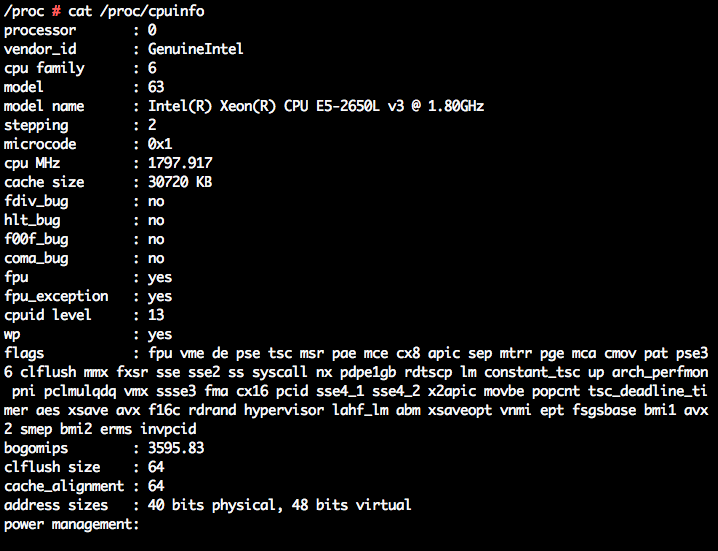 /proc # cat /proc/cpuinfo
processor       : 0
vendor_id       : GenuineIntel
cpu family      : 6
model           : 63
model name      : Intel(R) Xeon(R) CPU E5-2650L v3 @ 1.80GHz
stepping        : 2
microcode       : 0x1
cpu MHz         : 1797.917
cache size      : 30720 KB
fdiv_bug        : no
hlt_bug         : no
f00f_bug        : no
coma_bug        : no
fpu             : yes
fpu_exception   : yes
cpuid level     : 13
wp              : yes
flags           : fpu vme de pse tsc msr pae mce cx8 apic sep mtrr pge mca cmov pat pse3
6 clflush mmx fxsr sse sse2 ss syscall nx pdpe1gb rdtscp lm constant_tsc up arch_perfmon
 pni pclmulqdq vmx ssse3 fma cx16 pcid sse4_1 sse4_2 x2apic movbe popcnt tsc_deadline_ti
mer aes xsave avx f16c rdrand hypervisor lahf_lm abm xsaveopt vnmi ept fsgsbase bmi1 avx
2 smep bmi2 erms invpcid
bogomips        : 3595.83
clflush size    : 64
cache_alignment : 64
address sizes   : 40 bits physical, 48 bits virtual
power management: